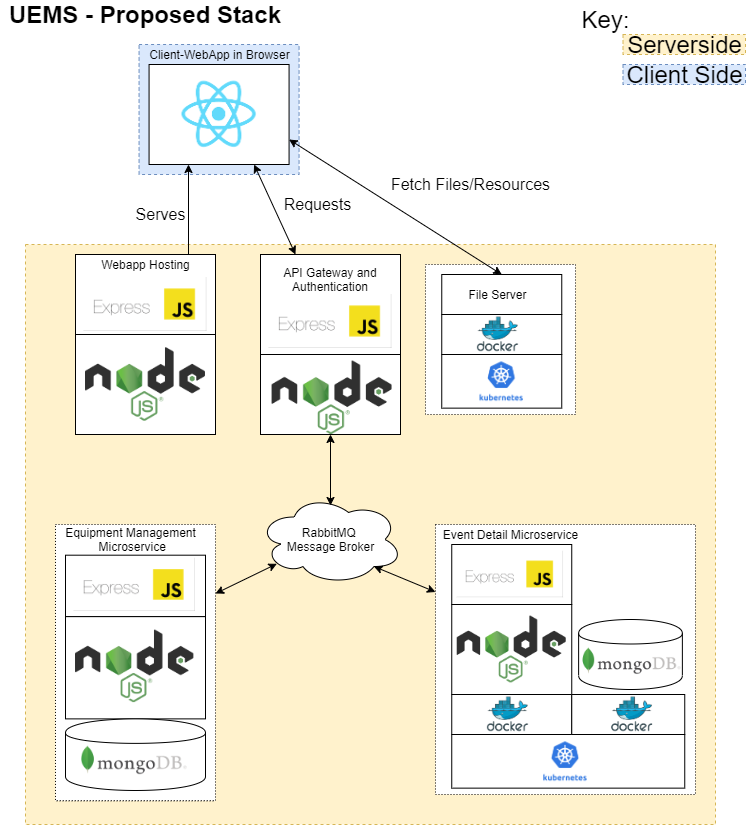 UEMS - Proposed Stack
Key:
Serverside
Client Side
Client-WebApp in Browser
Serves
Requests
Fetch Files/Resources
Webapp Hosting
Express JS
node
JS
API Gateway and
Authentication
Express JS
node
JS
File Server
docker
kubernetes
RabbitMQ
Message Broker
Equipment Management
Microservice
Express JS
node
JS
mongoDB
Event Detail Microservice
Express JS
node
JS
mongoDB
docker
docker
kubernetes